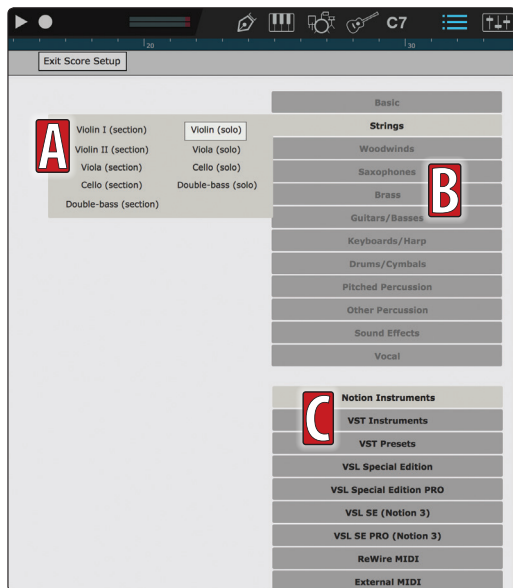 C7
20
30
Exit Score Setup
A
Violin I (section)
Violin (solo)
Violin II (section)
Viola (solo)
Viola (section)
Cello (solo)
Cello (section)
Double-bass (solo)
Double-bass (section)
Basic
Strings
Woodwinds
Saxophones
B
Brass
Guitars/Basses
Keyboards/Harp
Drums/Cymbals
Pitched Percussion
Other Percussion
Sound Effects
Vocal
C
Notion Instruments
VST Instruments
VST Presets
VSL Special Edition
VSL Special Edition PRO
VSL SE (Notion 3)
VSL SE PRO (Notion 3)
ReWire MIDI
External MIDI